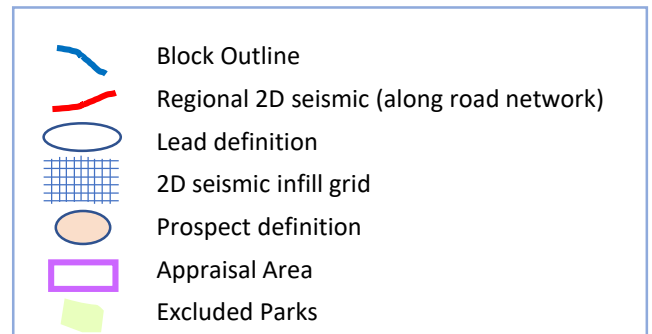 Block Outline
Regional 2D seismic (along road network)
Lead definition
2D seismic infill grid
Prospect definition
Appraisal Area
Excluded Parks